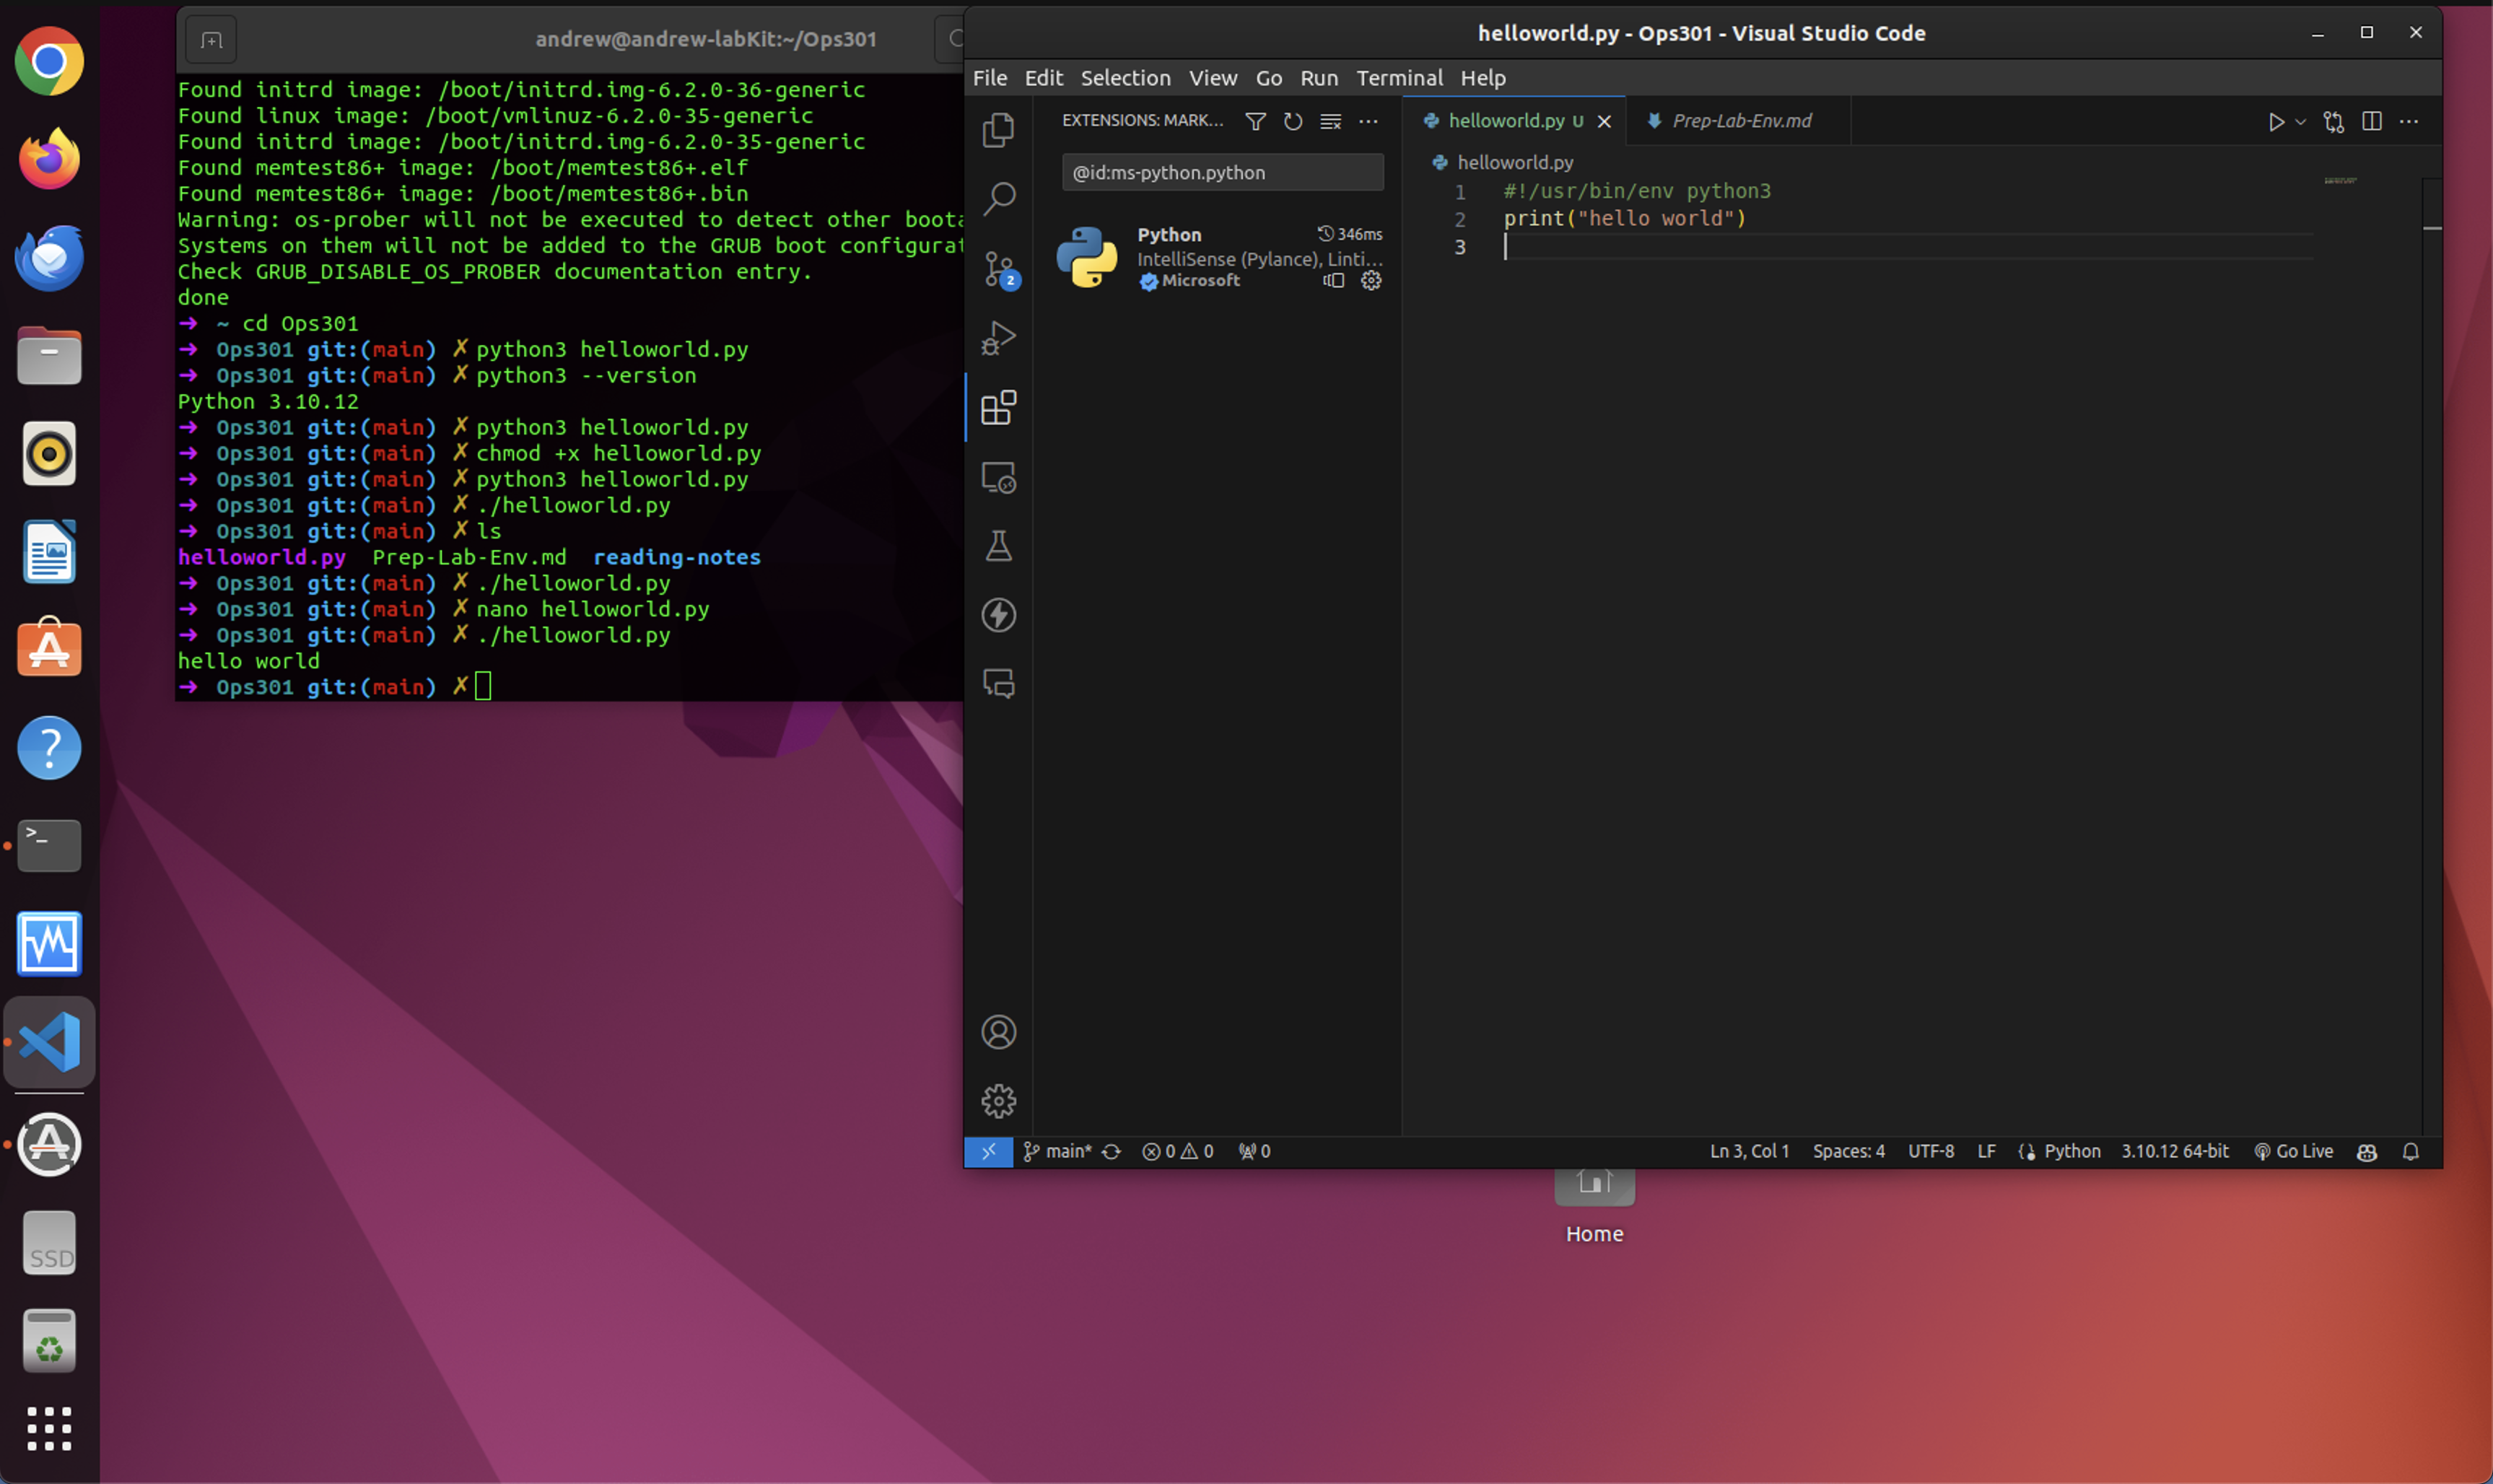 andrew@andrew-labKit:~/Ops301
Found initrd image: /boot/initrd.img-6.2.0-36-generic
Found linux image: /boot/vmlinuz-6.2.0-35-generic
Found initrd image: /boot/initrd.img-6.2.0-35-generic
Found memtest86+ image: /boot/memtest86+.elf
Found memtest86+ image: /boot/memtest86+.bin
Warning: os-prober will not be executed to detect other boota
Systems on them will not be added to the GRUB boot configurat
Check GRUB_DISABLE_OS_PROBER documentation entry.
done
➜ ~ cd Ops301
➜ Ops301 git:(main) ✗ python3 helloworld.py
➜ Ops301 git:(main) ✗ python3 --version
Python 3.10.12
➜ Ops301 git:(main) ✗ python3 helloworld.py
➜ Ops301 git:(main) ✗ chmod +x helloworld.py
➜ Ops301 git:(main) ✗ python3 helloworld.py
➜ Ops301 git:(main) ✗ ./helloworld.py
➜ Ops301 git:(main) ✗ ls
helloworld.py Prep-Lab-Env.md reading-notes
➜ Ops301 git:(main) ✗ ./helloworld.py
➜ Ops301 git:(main) ✗ nano helloworld.py
➜ Ops301 git:(main) ✗ ./helloworld.py
hello world
➜ Ops301 git:(main) ✗
helloworld.py - Ops301 - Visual Studio Code
File Edit Selection View Go Run Terminal Help
EXTENSIONS: MARK...
@id:ms-python.python
Python 346ms
IntelliSense (Pylance), Linti...
Microsoft
2
helloworld.py U Prep-Lab-Env.md
helloworld.py
1 #!/usr/bin/env python3
2 print("hello world")
3
main* 0 0 0 Ln 3, Col 1 Spaces: 4 UTF-8 LF Python 3.10.12 64-bit Go Live
SSD
Home